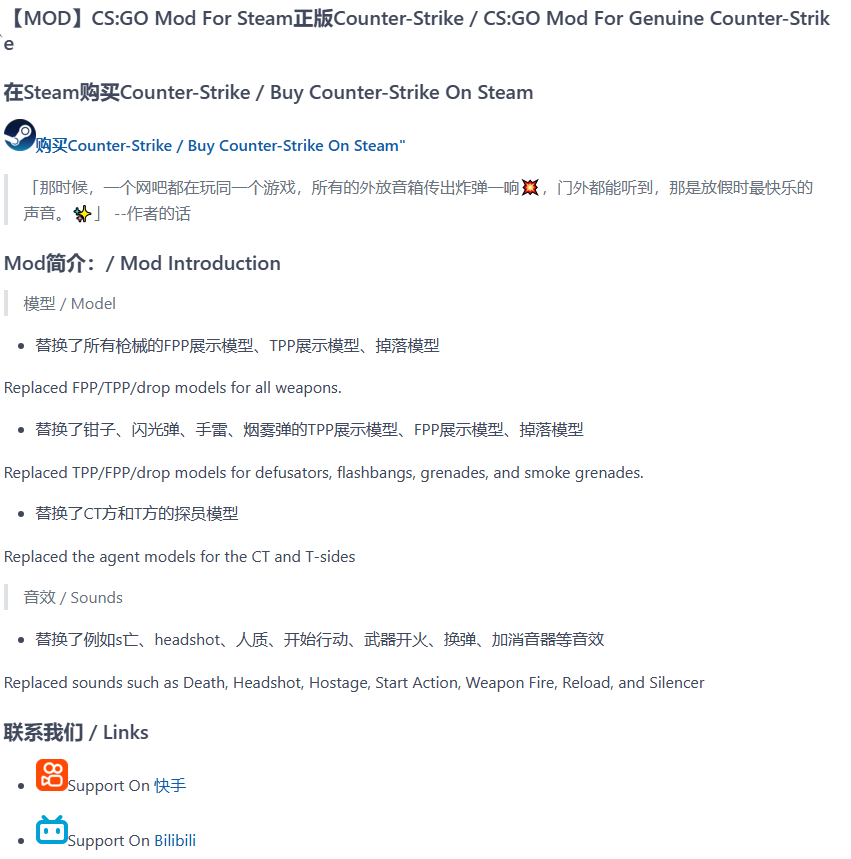 【MOD】CS:GO Mod For Steam正版Counter-Strike / CS:GO Mod For Genuine Counter-Strik
e
在Steam购买Counter-Strike / Buy Counter-Strike On Steam
购买Counter-Strike / Buy Counter-Strike On Steam"
「那时候，一个网吧都在玩同一个游戏，所有的外放音箱传出炸弹一响💥，门外都能听到，那是放假时最快乐的
声音。✨」 --作者的话
Mod简介：/ Mod Introduction
模型 / Model
• 替换了所有枪械的FPP展示模型、TPP展示模型、掉落模型
Replaced FPP/TPP/drop models for all weapons.
• 替换了钳子、闪光弹、手雷、烟雾弹的TPP展示模型、FPP展示模型、掉落模型
Replaced TPP/FPP/drop models for defusators, flashbangs, grenades, and smoke grenades.
• 替换了CT方和T方的探员模型
Replaced the agent models for the CT and T-sides
音效 / Sounds
• 替换了例如s亡、headshot、人质、开始行动、武器开火、换弹、加消音器等音效
Replaced sounds such as Death, Headshot, Hostage, Start Action, Weapon Fire, Reload, and Silencer
联系我们 / Links
• Support On 快手
• Support On Bilibili